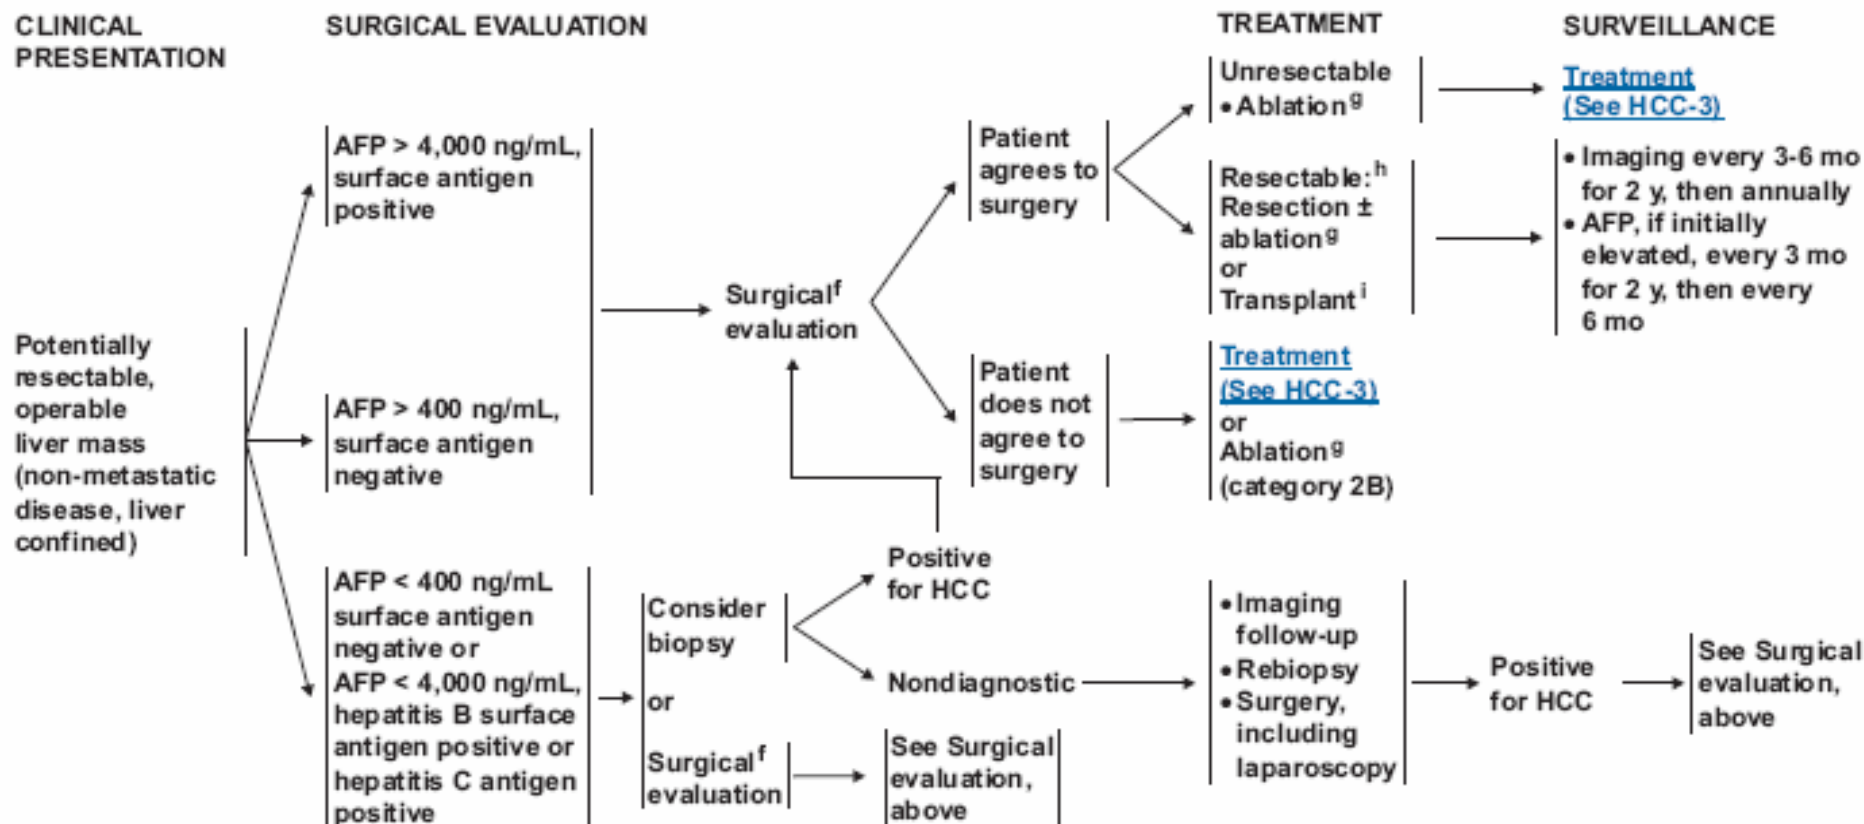 CLINICAL
PRESENTATION
SURGICAL EVALUATION
TREATMENT
SURVEILLANCE
Potentially
resectable,
operable
liver mass
(non-metastatic
disease, liver
confined)
AFP > 4,000 ng/mL,
surface antigen
positive
AFP > 400 ng/mL,
surface antigen
negative
AFP < 400 ng/mL
surface antigen
negative or
AFP < 4,000 ng/mL,
hepatitis B surface
antigen positive or
hepatitis C antigen
positive
Surgicalf
evaluation
Patient
agrees to
surgery
Unresectable
• Ablationg
Treatment
(See HCC-3)
Resectable:h
Resection ±
ablationg
or
Transplanti
• Imaging every 3-6 mo
for 2 y, then annually
• AFP, if initially
elevated, every 3 mo
for 2 y, then every
6 mo
Patient
does not
agree to
surgery
Treatment
(See HCC-3)
or
Ablationg
(category 2B)
Consider
biopsy
or
Surgicalf
evaluation
Positive
for HCC
Nondiagnostic
See Surgical
evaluation,
above
• Imaging
follow-up
• Rebiopsy
• Surgery,
including
laparoscopy
Positive
for HCC
See Surgical
evaluation,
above